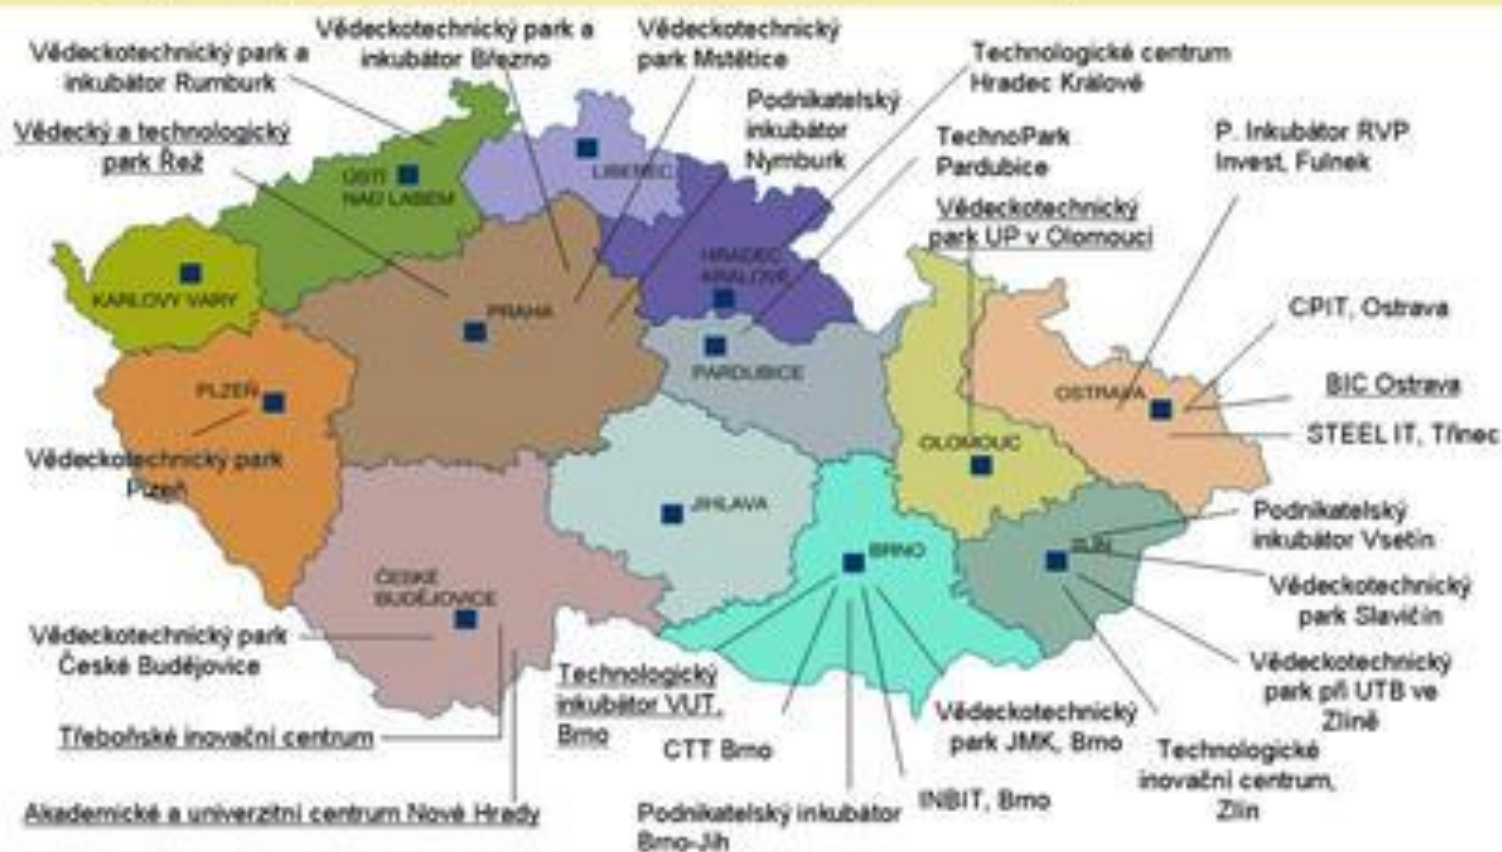 Vědeckotechnický park a
inkubátor Rumburk
Vědeckotechnický park a
inkubátor Březno
Vědeckotechnický
park Mstětice
Technologické centrum
Hradec Králové
Vědecký a technologický
park Řež
Podnikatelský
inkubátor
Nymburk
TechnoPark
Pardubice
P. Inkubátor RVP
Invest, Fulnek
Vědeckotechnický
park UP v Olomouci
ÚSTÍ
NAD LABEM
LIBEREC
HRADEC
KRÁLOVÉ
KARLOVY VARY
PRAHA
PARDUBICE
CPIT, Ostrava
PLZEŇ
OSTRAVA
BIC Ostrava
STEEL IT, Třinec
OLOMOUC
Vědeckotechnický park
Plzeň
JIHLAVA
BRNO
ZLÍN
Podnikatelský
inkubátor Vsetín
ČESKÉ
BUDĚJOVICE
Vědeckotechnický
park Slavičín
Vědeckotechnický park
České Budějovice
Vědeckotechnický
park při UTB ve
Zlíně
Technologický
inkubátor VUT,
Brno
Třeboňské inovační centrum
CTT Brno
Vědeckotechnický
park JMK, Brno
Technologické
inovační centrum,
Zlín
Akademické a univerzitní centrum Nové Hrady
Podnikatelský inkubátor
Brno-Jih
INBIT, Brno